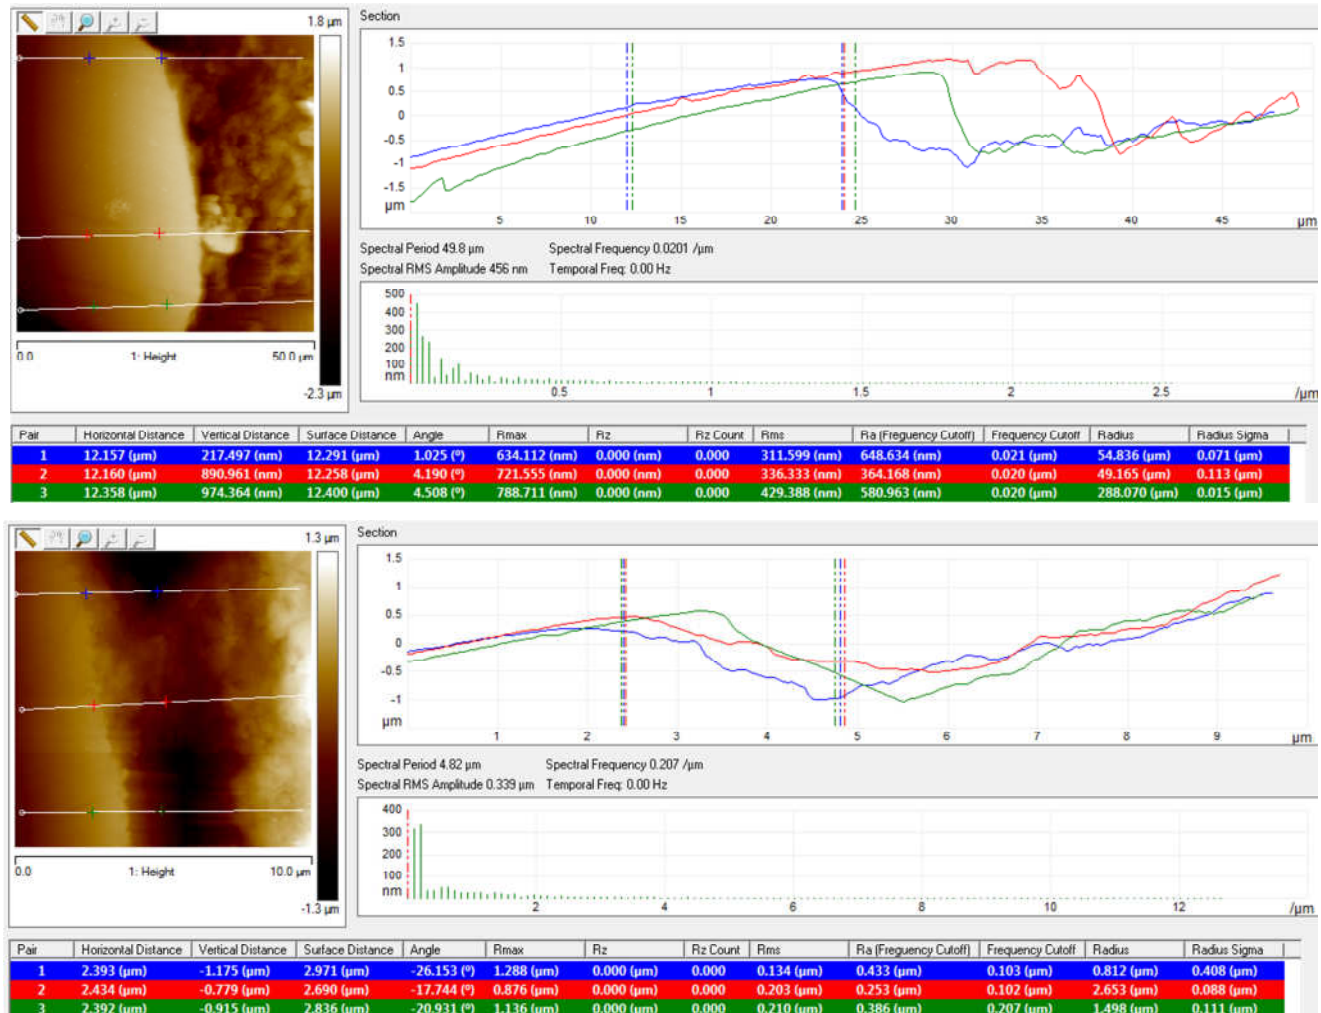 1.8 µm
Section
1.5
1
0.5
0
-0.5
-1
-1.5
µm
5 10 15 20 25 30 35 40 45 µm
Spectral Period 49.8 µm Spectral Frequency 0.0201 /µm
Spectral RMS Amplitude 456 nm Temporal Freq: 0.00 Hz
500
400
300
200
100
nm
0.5 1 1.5 2 2.5 /µm
0.0 1: Height 50.0 µm
-2.3 µm
Pair Horizontal Distance Vertical Distance Surface Distance Angle Rmax Rz Rz Count Rms Ra (Freguency Cutoff) Frequency Cutoff Radius Radius Sigma
1 12.157 (µm) 217.497 (nm) 12.291 (µm) 1.025 (º) 634.112 (nm) 0.000 (nm) 0.000 311.599 (nm) 648.634 (nm) 0.021 (µm) 54.836 (µm) 0.071 (µm)
2 12.160 (µm) 890.961 (nm) 12.258 (µm) 4.190 (º) 721.555 (nm) 0.000 (nm) 0.000 336.333 (nm) 364.168 (nm) 0.020 (µm) 49.165 (µm) 0.113 (µm)
3 12.358 (µm) 974.364 (nm) 12.400 (µm) 4.508 (º) 788.711 (nm) 0.000 (nm) 0.000 429.388 (nm) 580.963 (nm) 0.020 (µm) 288.070 (µm) 0.015 (µm)
1.3 µm
Section
1.5
1
0.5
0
-0.5
-1
µm
1 2 3 4 5 6 7 8 9 µm
Spectral Period 4.82 µm Spectral Frequency 0.207 /µm
Spectral RMS Amplitude 0.339 µm Temporal Freq: 0.00 Hz
400
300
200
100
nm
2 4 6 8 10 12 /µm
0.0 1: Height 10.0 µm
-1.3 µm
Pair Horizontal Distance Vertical Distance Surface Distance Angle Rmax Rz Rz Count Rms Ra (Freguency Cutoff) Frequency Cutoff Radius Radius Sigma
1 2.393 (µm) -1.175 (µm) 2.971 (µm) -26.153 (º) 1.288 (µm) 0.000 (µm) 0.000 0.134 (µm) 0.433 (µm) 0.103 (µm) 0.812 (µm) 0.408 (µm)
2 2.434 (µm) -0.779 (µm) 2.690 (µm) -17.744 (º) 0.876 (µm) 0.000 (µm) 0.000 0.203 (µm) 0.253 (µm) 0.102 (µm) 2.653 (µm) 0.088 (µm)
3 2.392 (µm) -0.915 (µm) 2.836 (µm) -20.931 (º) 1.136 (µm) 0.000 (µm) 0.000 0.210 (µm) 0.386 (µm) 0.207 (µm) 1.498 (µm) 0.111 (µm)